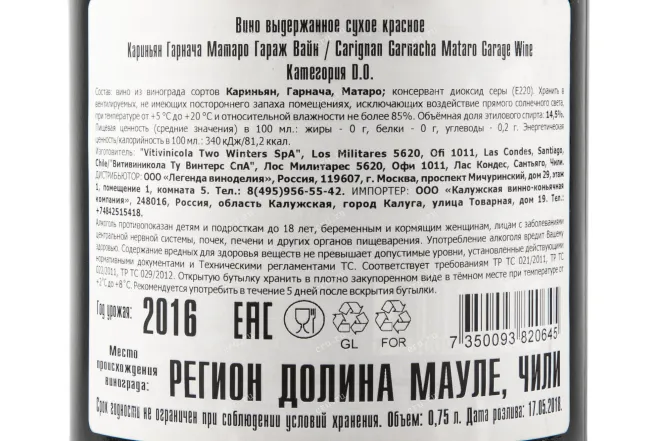 Вино выдержанное сухое красное
Кариньян Гарнача Матаро Гараж Вайн / Carignan Garnacha Mataro Garage Wine
Категория D.O.
Состав: вино из винограда сортов Кариньян, Гарнача, Матаро; консервант диоксид серы (Е220). Хранить в
вентилируемых, не имеющих постороннего запаха помещениях, исключающих воздействие прямого солнечного света,
при температуре от +5 °С до +20 °С и относительной влажности не более 85%. Объёмная доля этилового спирта: 14,5%.
Пищевая ценность (средние значения) в 100 мл.: жиры - 0 г, белки - 0 г, углеводы - 0,2 г. Энергетическая
ценность/калорийность в 100 мл.: 340 кДж/81,2 ккал.
Изготовитель: "Vitivinicola Two Winters SpA", Los Militares 5620, Ofi 1011, Las Condes, Santiago,
Chile/"Витивиникола Ту Винтерс СпА", Лос Милитарес 5620, Офи 1011, Лас Кондес, Сантьяго, Чили.
ДИСТРИБЬЮТОР: ООО «Легенда виноделия», Россия, 119607, г. Москва, проспект Мичуринский, дом 29, этаж
1, помещение 1, комната 5. Тел.: 8(495)956-55-42. ИМПОРТЕР: ООО «Калужская винно-коньячная
компания», 248016, Россия, область Калужская, город Калуга, улица Товарная, дом 19. Тел.:
+74842515418.
Алкоголь противопоказан детям и подросткам до 18 лет, беременным и кормящим женщинам, лицам с заболеваниями
центральной нервной системы, почек, печени и других органов пищеварения. Употребление алкоголя вредит Вашему
здоровью. Содержание вредных для здоровья веществ не превышает допустимые уровни, установленные действующими
нормативными документами и Техническими регламентами ТС. Соответствует требованиям ТР ТС 021/2011, ТР ТС
022/2011, ТР ТС 029/2012. Открытую бутылку хранить в плотно закупоренном виде в тёмном месте при температуре от
+2°С до +8°С. Рекомендуется употребить в течение 5 дней после вскрытия бутылки.
Год урожая: 2016 EAC
GL FOR
7 350093 820645
Место
происхождения
винограда: РЕГИОН ДОЛИНА МАУЛЕ, ЧИЛИ
Срок годности не ограничен при соблюдении условий хранения. Объем: 0,75 л. Дата розлива: 17.05.2018.